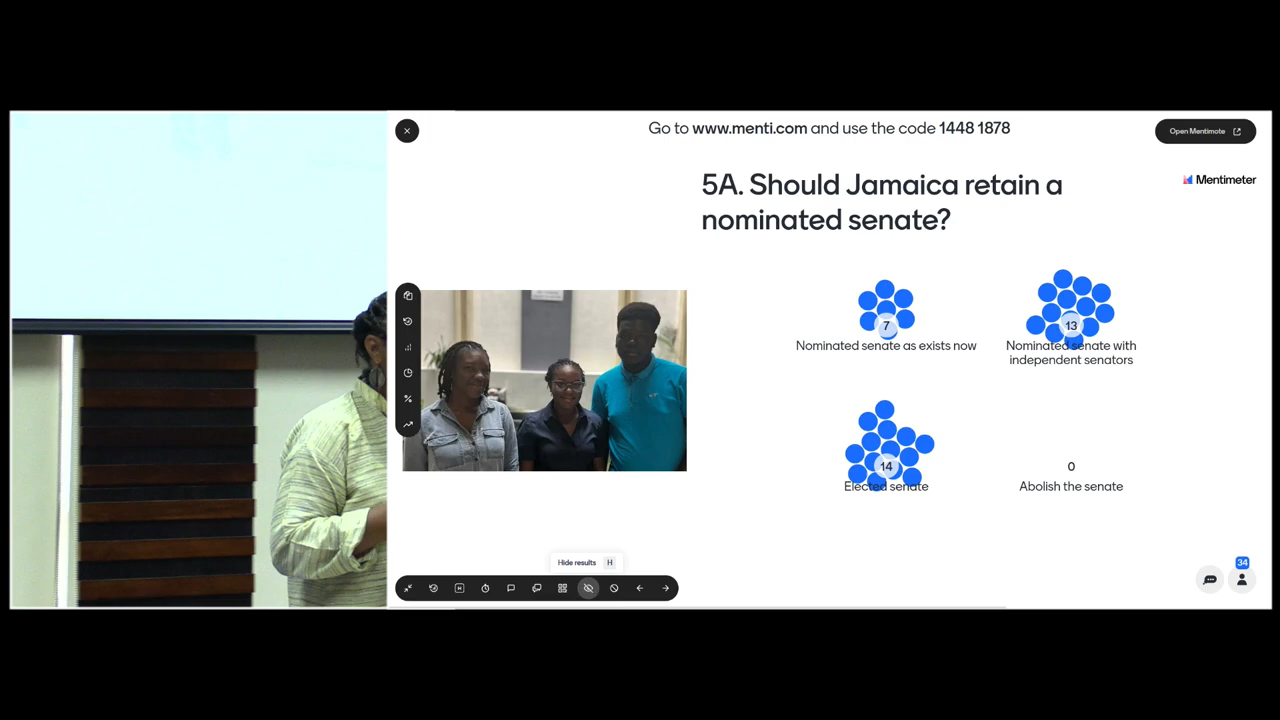 Go to www.menti.com and use the code 1448 1878
Open Mentimote
Mentimeter
5A. Should Jamaica retain a
nominated senate?
7
Nominated senate as exists now
13
Nominated senate with
independent senators
14
Elected senate
0
Abolish the senate
Hide results H
34